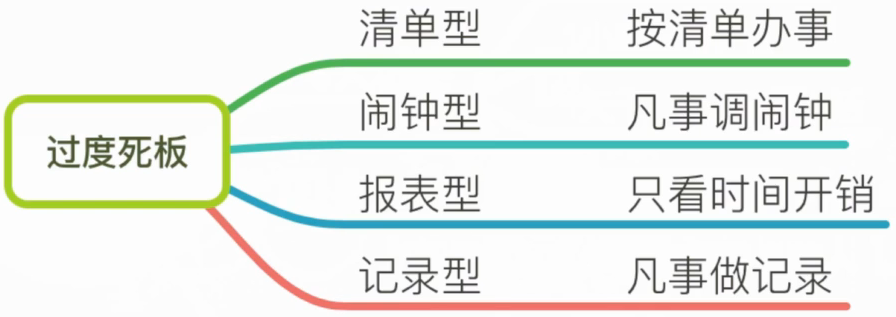 过度死板
清单型 按清单办事
闹钟型 凡事调闹钟
报表型 只看时间开销
记录型 凡事做记录